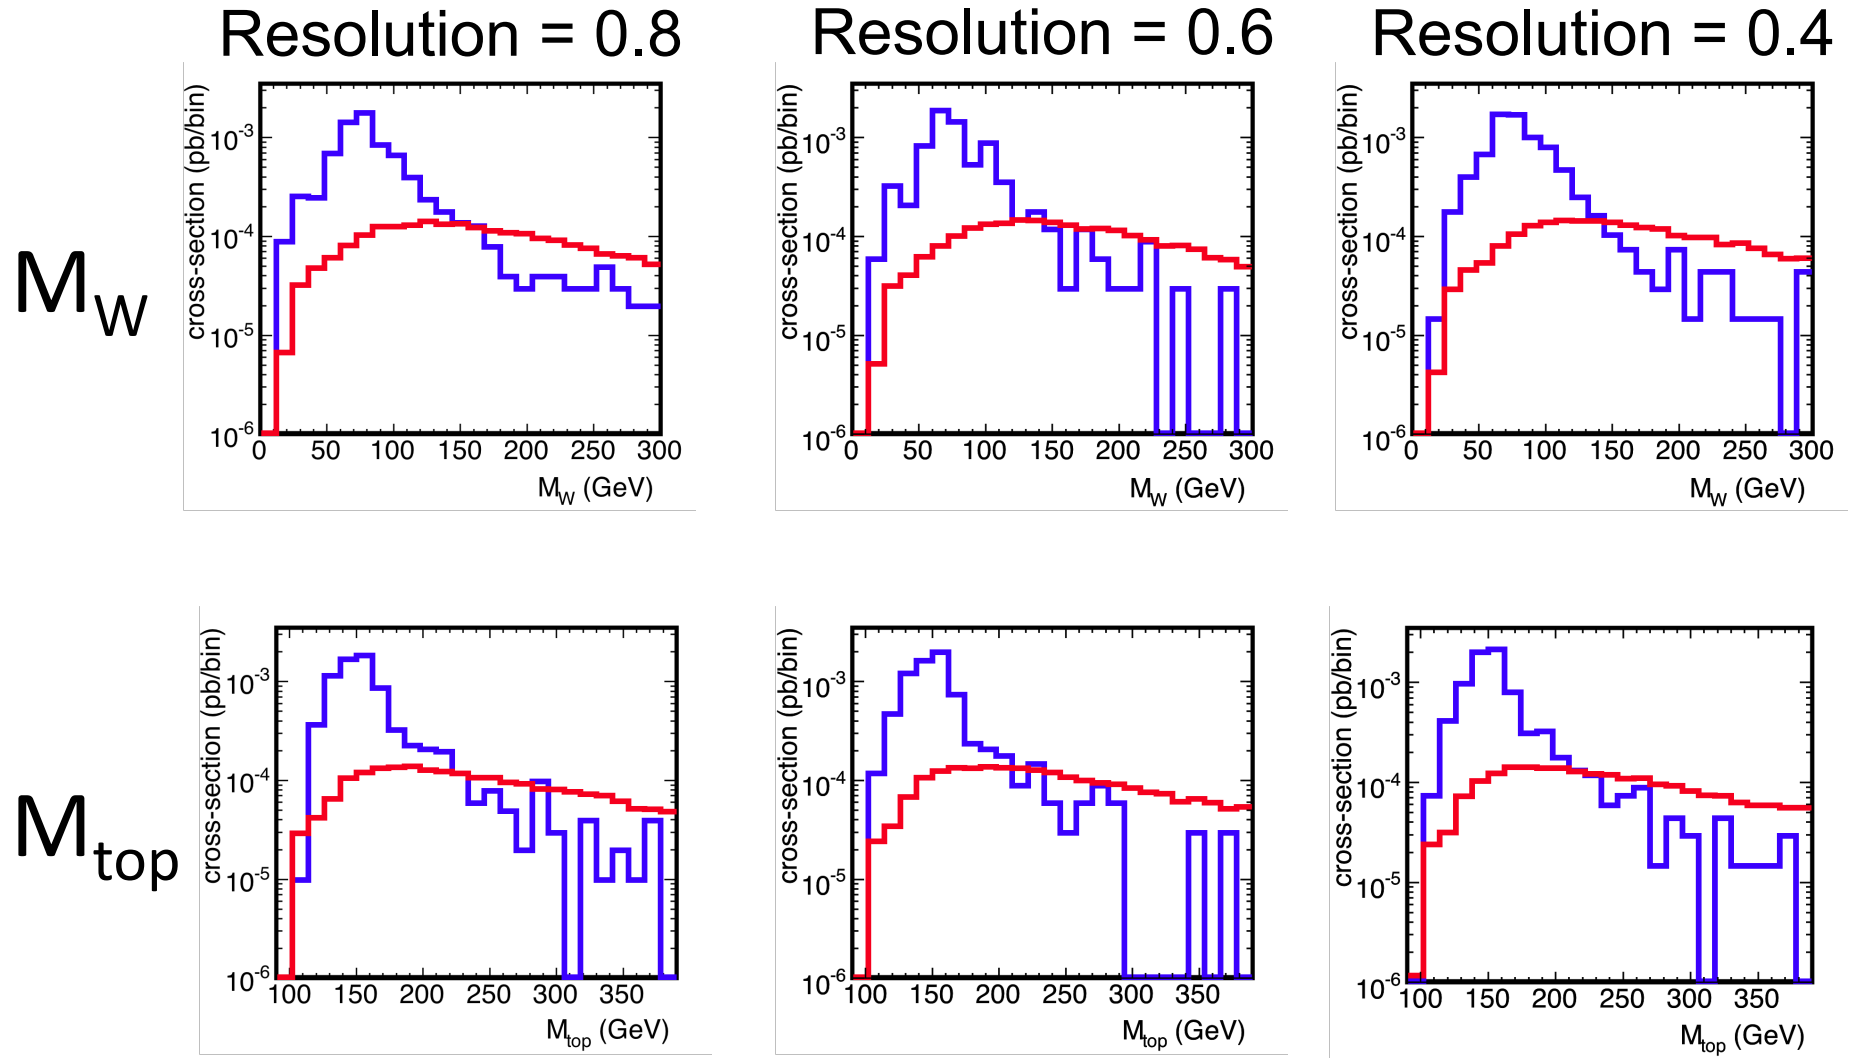 Resolution = 0.8 Resolution = 0.6 Resolution = 0.4
M_W
cross-section (pb/bin)
10^-3
10^-4
10^-5
10^-6
0 50 100 150 200 250 300
M_W (GeV)
cross-section (pb/bin)
10^-3
10^-4
10^-5
10^-6
0 50 100 150 200 250 300
M_W (GeV)
cross-section (pb/bin)
10^-3
10^-4
10^-5
10^-6
0 50 100 150 200 250 300
M_W (GeV)
M_top
cross-section (pb/bin)
10^-3
10^-4
10^-5
10^-6
100 150 200 250 300 350
M_top (GeV)
cross-section (pb/bin)
10^-3
10^-4
10^-5
10^-6
100 150 200 250 300 350
M_top (GeV)
cross-section (pb/bin)
10^-3
10^-4
10^-5
10^-6
100 150 200 250 300 350
M_top (GeV)